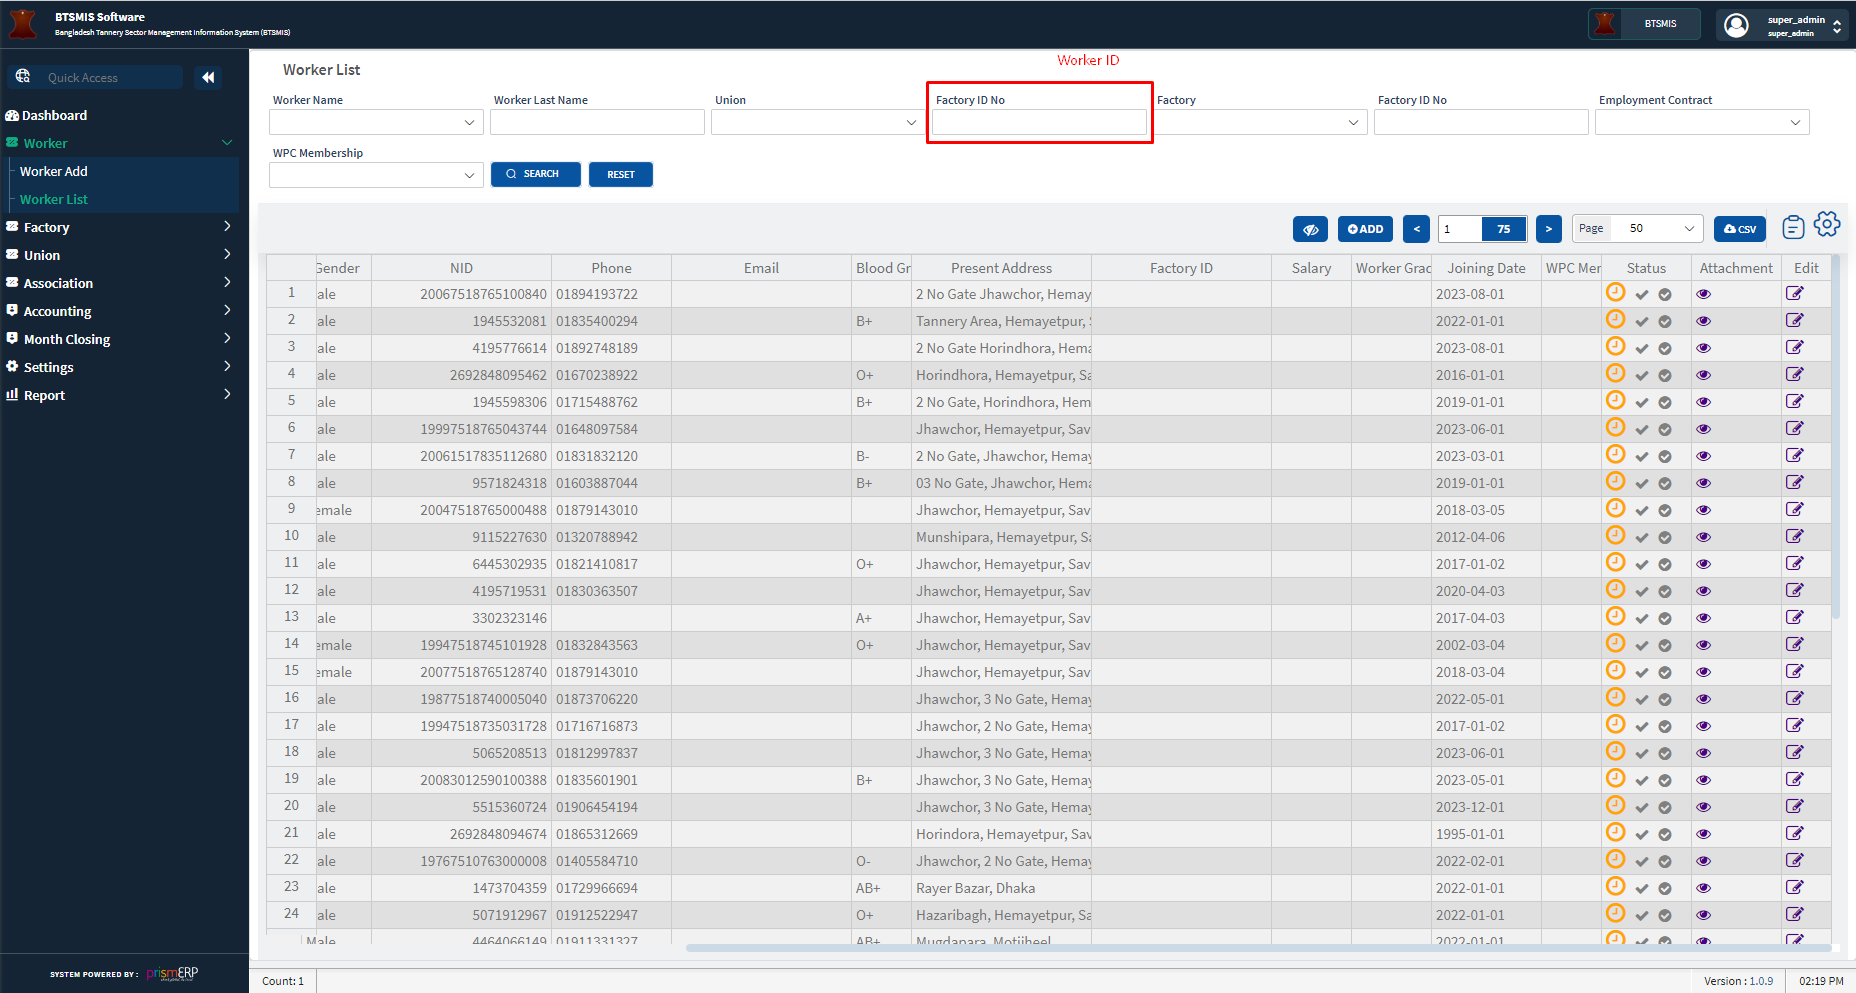 BTSMIS Software
Bangladesh Tannery Sector Management Information System (BTSMIS)
BTSMIS
super_admin
super_admin
Quick Access
Dashboard
Worker
Worker Add
Worker List
Factory
Union
Association
Accounting
Month Closing
Settings
Report
SYSTEM POWERED BY : prismERP
Worker List
Worker ID
Worker Name Worker Last Name Union Factory ID No Factory Factory ID No Employment Contract
WPC Membership
SEARCH RESET
ADD < 1 75 > Page 50 CSV
Gender NID Phone Email Blood Gr Present Address Factory ID Salary Worker Grad Joining Date WPC Mer Status Attachment Edit
1 ale 20067518765100840 01894193722 2 No Gate Jhawchor, Hemay 2023-08-01
2 ale 1945532081 01835400294 B+ Tannery Area, Hemayetpur, 2022-01-01
3 ale 4195776614 01892748189 2 No Gate Horindhora, Hema 2023-08-01
4 ale 2692848095462 01670238922 O+ Horindhora, Hemayetpur, Sa 2016-01-01
5 ale 1945598306 01715488762 B+ 2 No Gate, Horindhora, Hem 2019-01-01
6 ale 19997518765043744 01648097584 Jhawchor, Hemayetpur, Sav 2023-06-01
7 ale 20061517835112680 01831832120 B- 2 No Gate, Jhawchor, Hemay 2023-03-01
8 ale 9571824318 01603887044 B+ 03 No Gate, Jhawchor, Hema 2019-01-01
9 emale 20047518765000488 01879143010 Jhawchor, Hemayetpur, Sav 2018-03-05
10 ale 9115227630 01320788942 Munshipara, Hemayetpur, Sa 2012-04-06
11 ale 6445302935 01821410817 O+ Jhawchor, Hemayetpur, Sav 2017-01-02
12 ale 4195719531 01830363507 Jhawchor, Hemayetpur, Sav 2020-04-03
13 ale 3302323146 A+ Jhawchor, Hemayetpur, Sav 2017-04-03
14 emale 19947518745101928 01832843563 O+ Jhawchor, Hemayetpur, Sav 2002-03-04
15 emale 20077518765128740 01879143010 Jhawchor, Hemayetpur, Sav 2018-03-04
16 ale 19877518740005040 01873706220 Jhawchor, 3 No Gate, Hemay 2022-05-01
17 ale 19947518735031728 01716716873 Jhawchor, 2 No Gate, Hemay 2017-01-02
18 ale 5065208513 01812997837 Jhawchor, 3 No Gate, Hemay 2023-06-01
19 ale 20083012590100388 01835601901 B+ Jhawchor, 3 No Gate, Hemay 2023-05-01
20 ale 5515360724 01906454194 Jhawchor, 3 No Gate, Hemay 2023-12-01
21 ale 2692848094674 01865312669 Horindora, Hemayetpur, Sav 1995-01-01
22 ale 19767510763000008 01405584710 O- Jhawchor, 2 No Gate, Hemay 2022-02-01
23 ale 1473704359 01729966694 AB+ Rayer Bazar, Dhaka 2022-01-01
24 ale 5071912967 01912522947 O+ Hazaribagh, Hemayetpur, Sa 2022-01-01
Male 4464066149 01911331327 AB+ Mugdapara, Motijheel 2022-01-01
Count: 1 Version : 1.0.9 02:19 PM